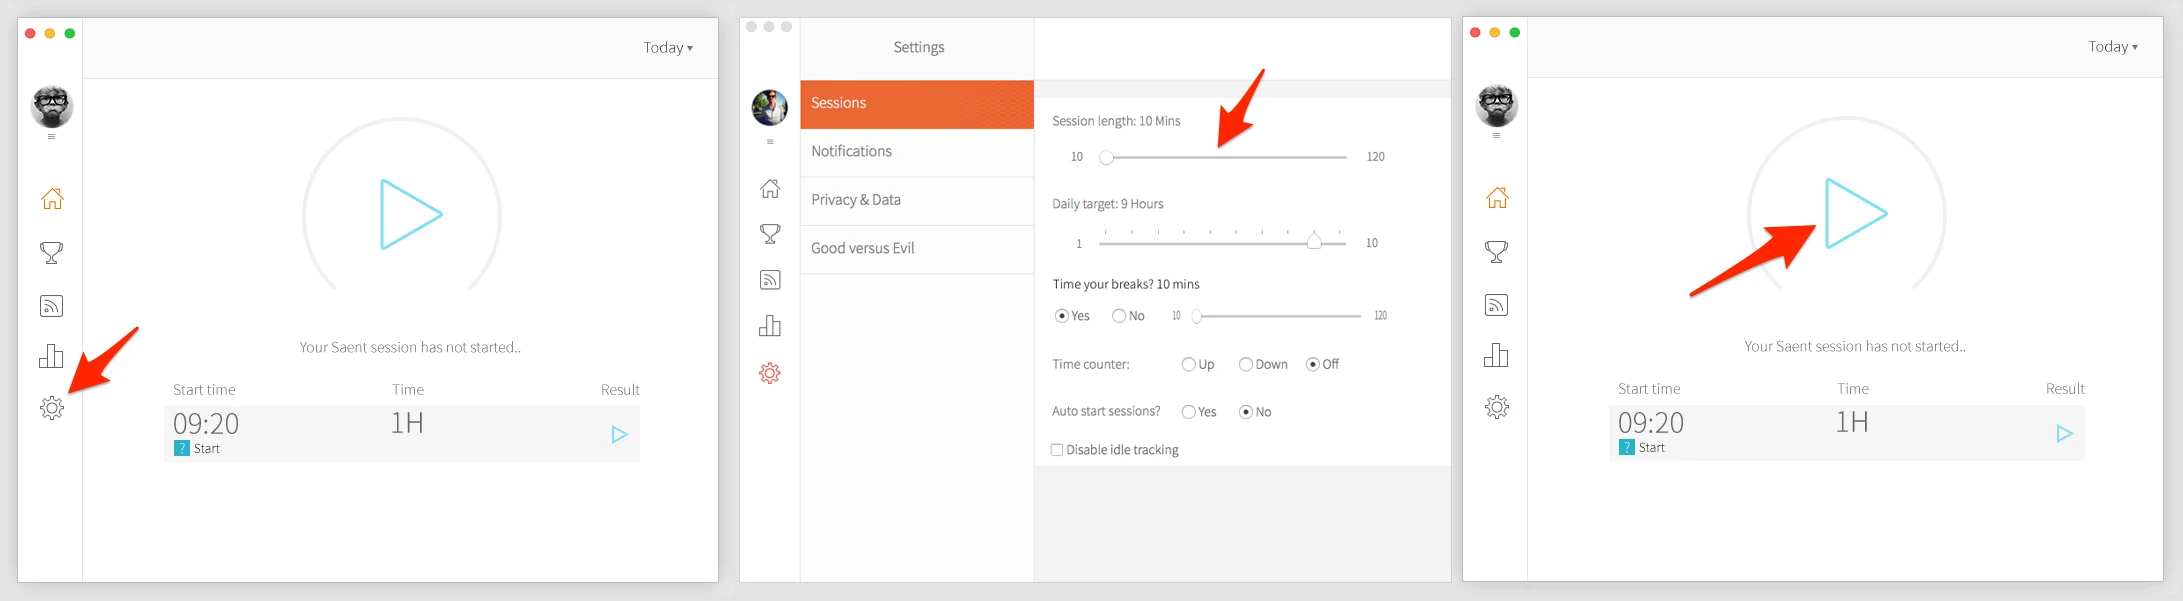 Today ▾
Your Saent session has not started..
Start time Time Result
09:20 1H
? Start
Settings
Sessions
Notifications
Privacy & Data
Good versus Evil
Session length: 10 Mins
10 120
Daily target: 9 Hours
1 10
Time your breaks? 10 mins
Yes No 10 120
Time counter: Up Down Off
Auto start sessions? Yes No
Disable idle tracking
Today ▾
Your Saent session has not started..
Start time Time Result
09:20 1H
? Start